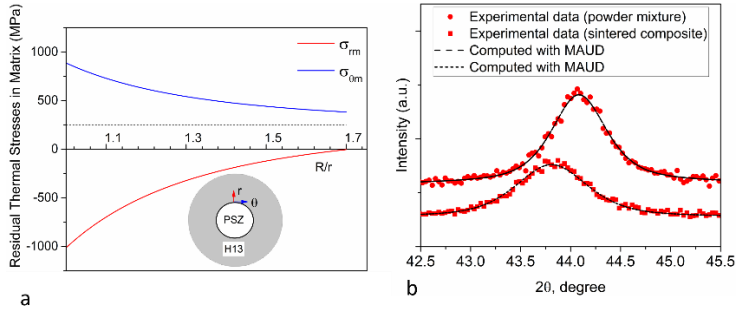 Residual Thermal Stresses in Matrix (MPa)
1000
500
0
-500
-1000
1.1
1.3
1.5
1.7
R/r
σrm
σθm
r
θ
PSZ
H13
a
Experimental data (powder mixture)
Experimental data (sintered composite)
Computed with MAUD
Computed with MAUD
Intensity (a.u.)
42.5 43.0 43.5 44.0 44.5 45.0 45.5
2θ, degree
b